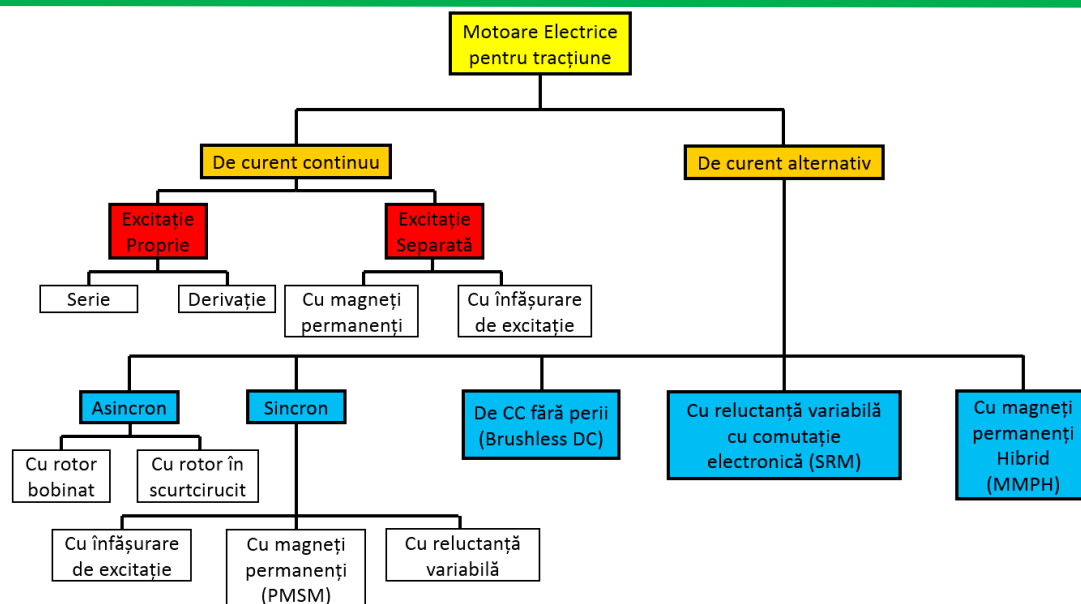 Motoare Electrice
pentru tracțiune
De curent continuu
De curent alternativ
Excitație
Proprie
Excitație
Separată
Serie
Derivație
Cu magneți
permanenți
Cu înfășurare
de excitație
Asincron
Sincron
De CC fără perii
(Brushless DC)
Cu reluctanță variabilă
cu comutație
electronică (SRM)
Cu magneți
permanenți
Hibrid
(MMPH)
Cu rotor
bobinat
Cu rotor în
scurtcirucit
Cu înfășurare
de excitație
Cu magneți
permanenți
(PMSM)
Cu reluctanță
variabilă